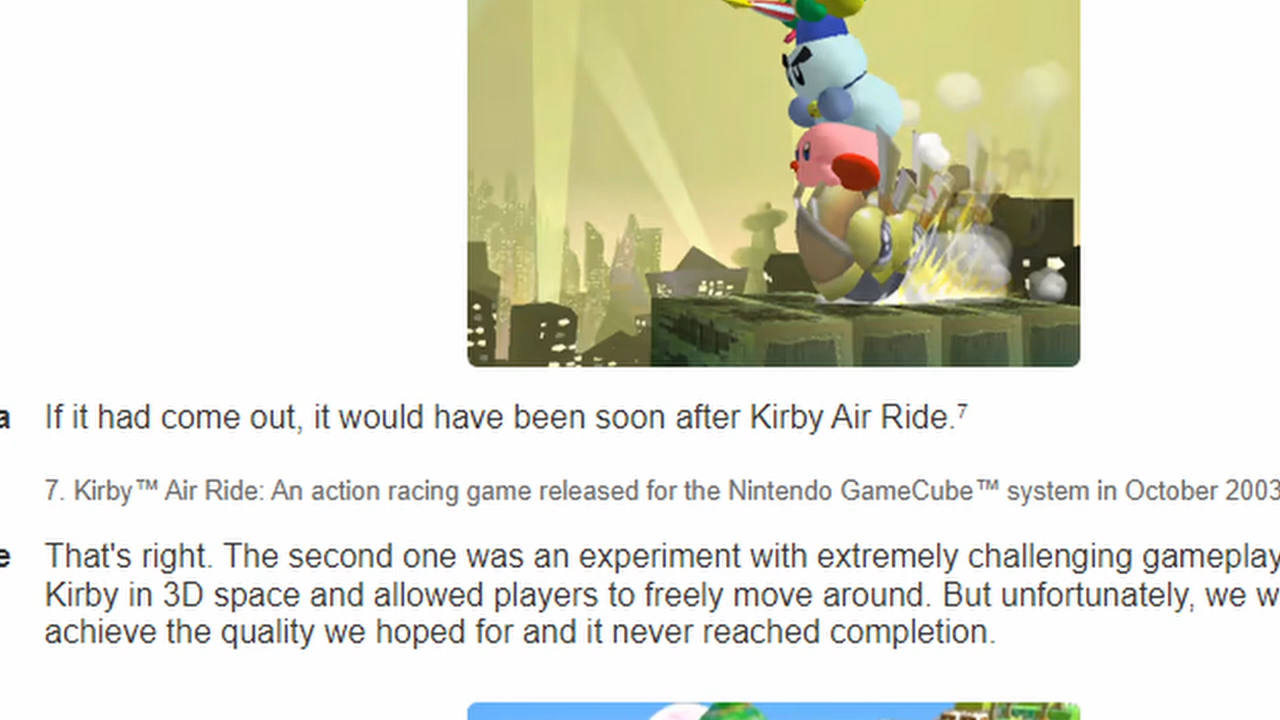 a If it had come out, it would have been soon after Kirby Air Ride.⁷
7. Kirby™ Air Ride: An action racing game released for the Nintendo GameCube™ system in October 2003
e That's right. The second one was an experiment with extremely challenging gameplay
Kirby in 3D space and allowed players to freely move around. But unfortunately, we w
achieve the quality we hoped for and it never reached completion.